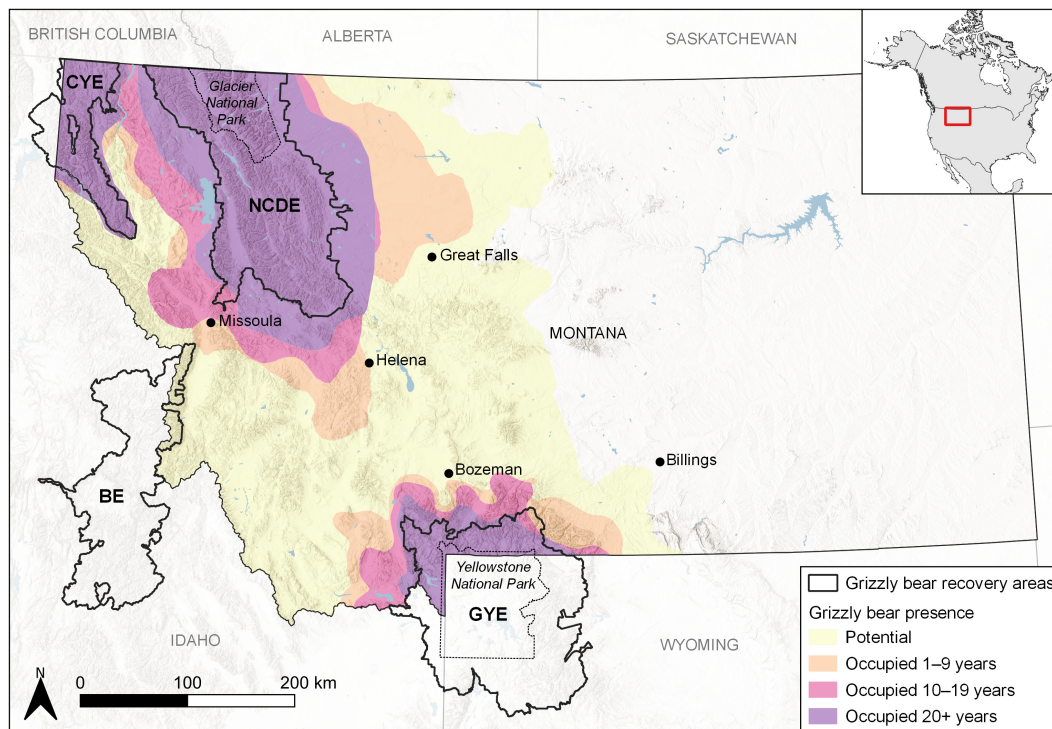 BRITISH COLUMBIA
ALBERTA
SASKATCHEWAN
CYE
Glacier
National
Park
NCDE
Great Falls
Missoula
MONTANA
Helena
Billings
Bozeman
BE
Yellowstone
National Park
GYE
IDAHO
WYOMING
N
0 100 200 km
Grizzly bear recovery areas
Grizzly bear presence
Potential
Occupied 1–9 years
Occupied 10–19 years
Occupied 20+ years